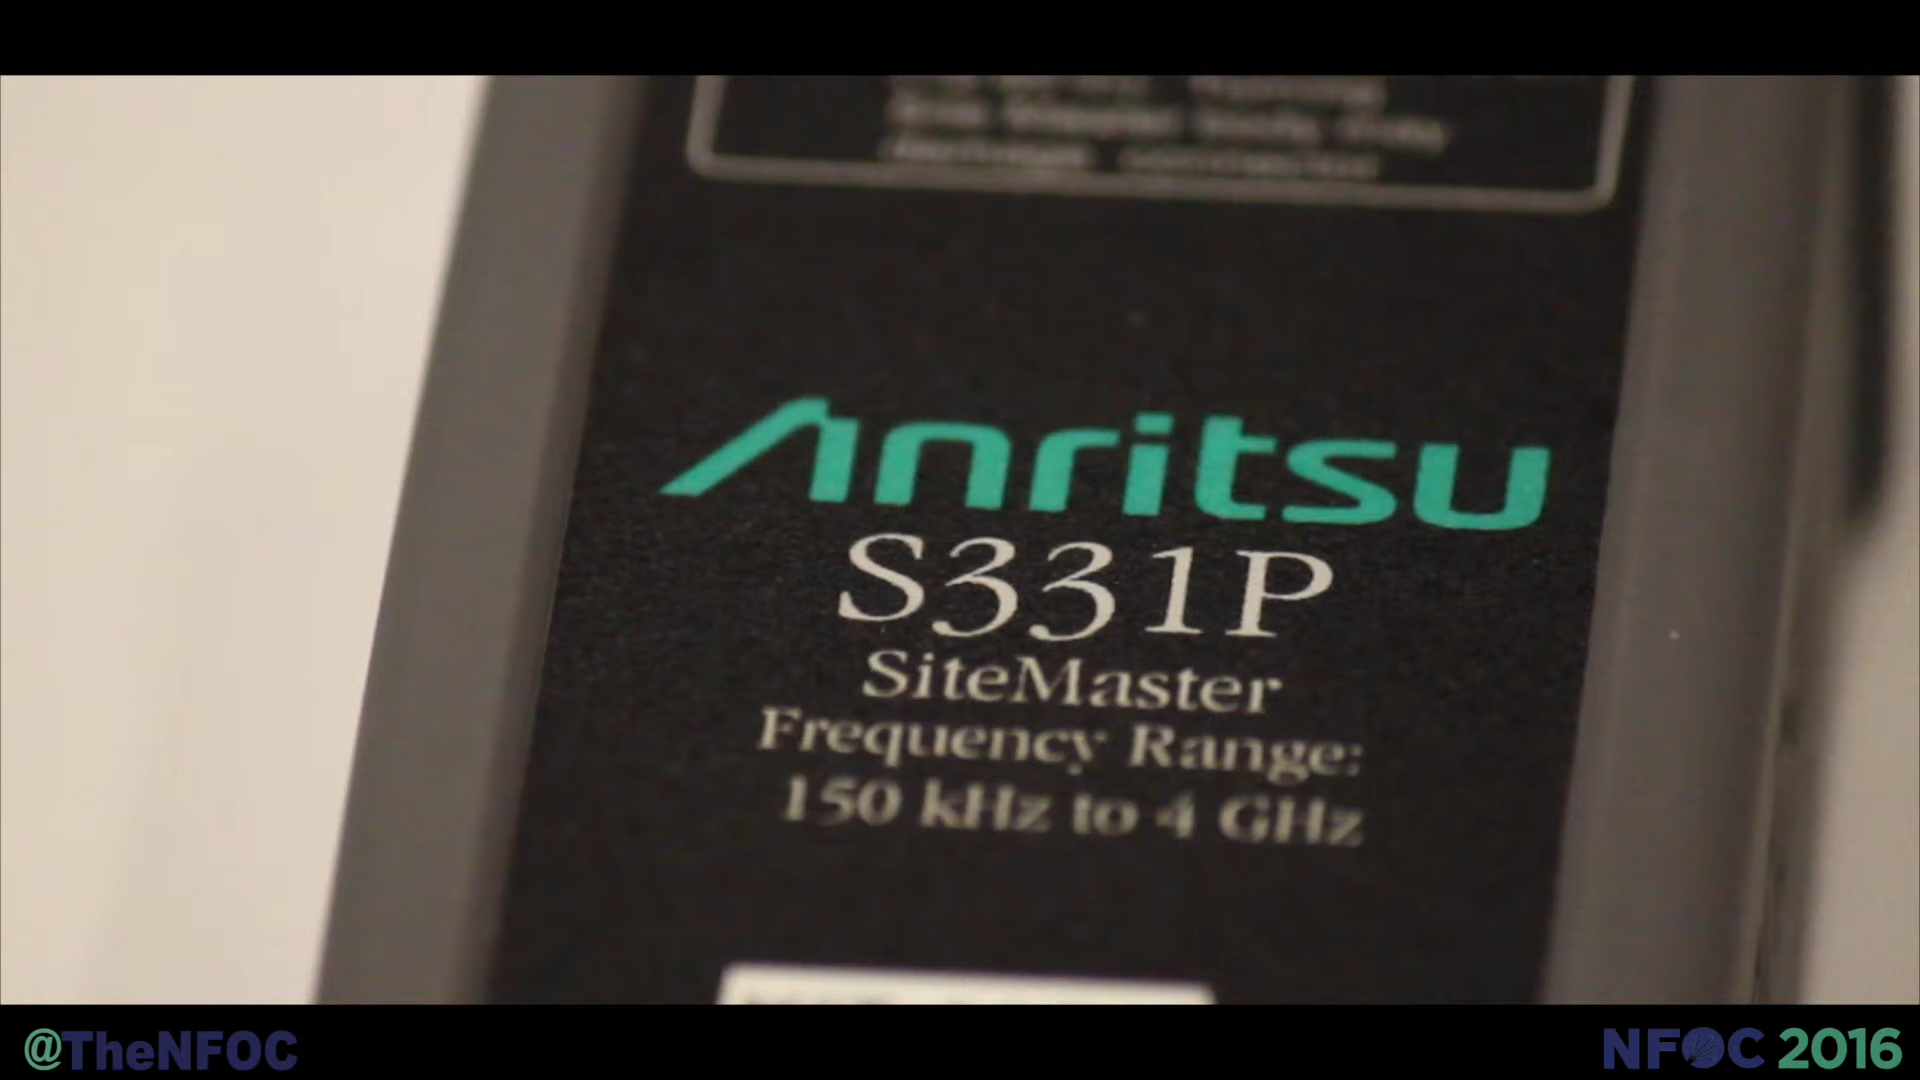 Anritsu
S331P
SiteMaster
Frequency Range:
150 kHz to 4 GHz
@TheNFOC
NFOC 2016